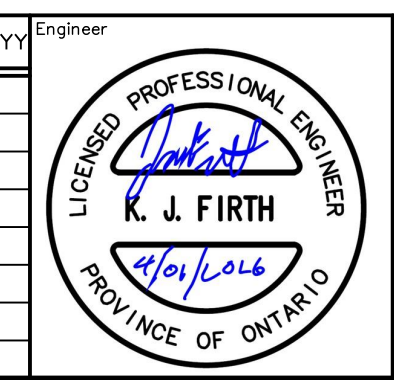 YY
Engineer
LICENSED PROFESSIONAL ENGINEER
K. J. FIRTH
4/01/2016
PROVINCE OF ONTARIO